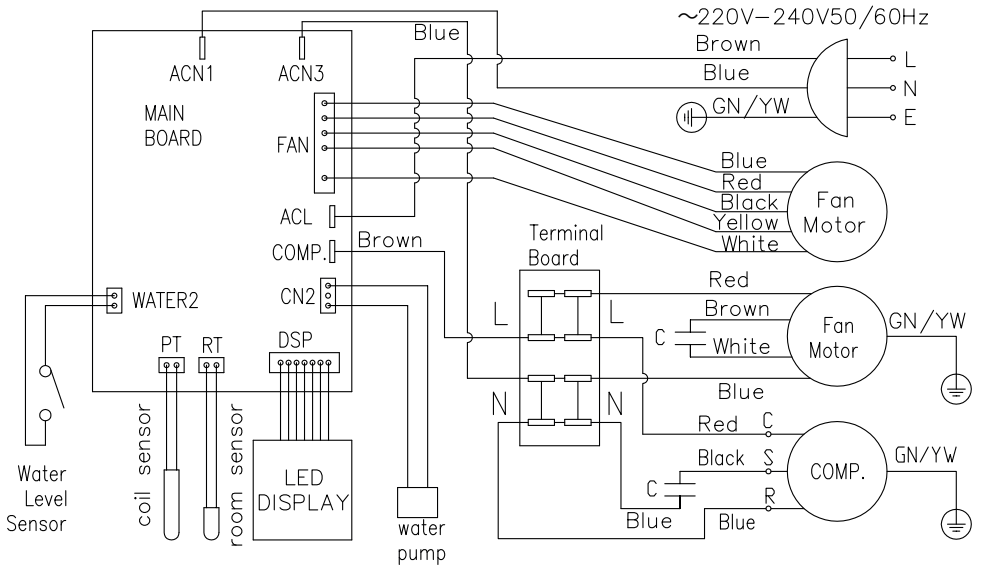 ~220V-240V50/60Hz
Blue
Brown
L
ACN1
ACN3
Blue
N
MAIN
BOARD
GN/YW
E
FAN
Blue
Red
Black
Yellow
White
Fan
Motor
ACL
COMP.
Brown
Terminal
Board
WATER2
CN2
L
L
Red
Brown
C
White
Fan
Motor
GN/YW
PT
RT
DSP
Blue
N
N
Red
C
Black
S
C
R
Blue
Blue
COMP.
GN/YW
Water
Level
Sensor
coil sensor
room sensor
LED
DISPLAY
water
pump